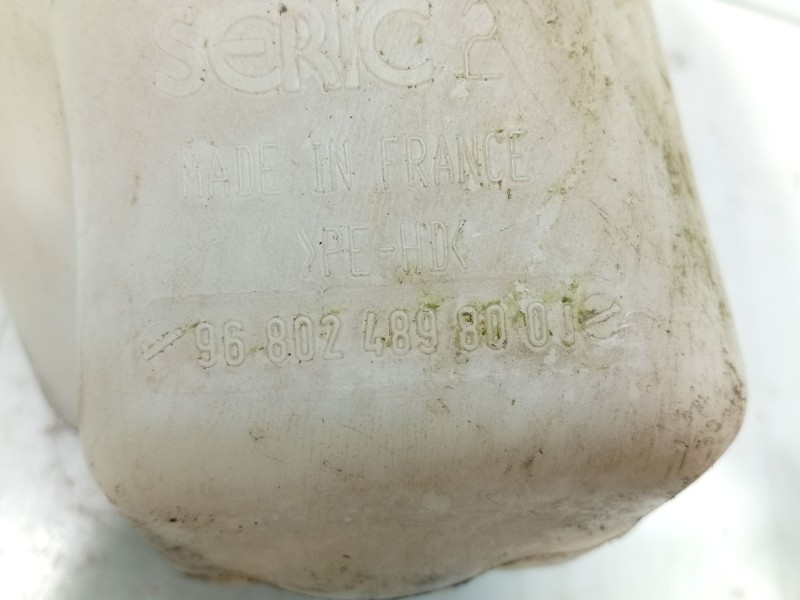 SERIC 2
MADE IN FRANCE
>PE-HD<
96 802 489 80 0